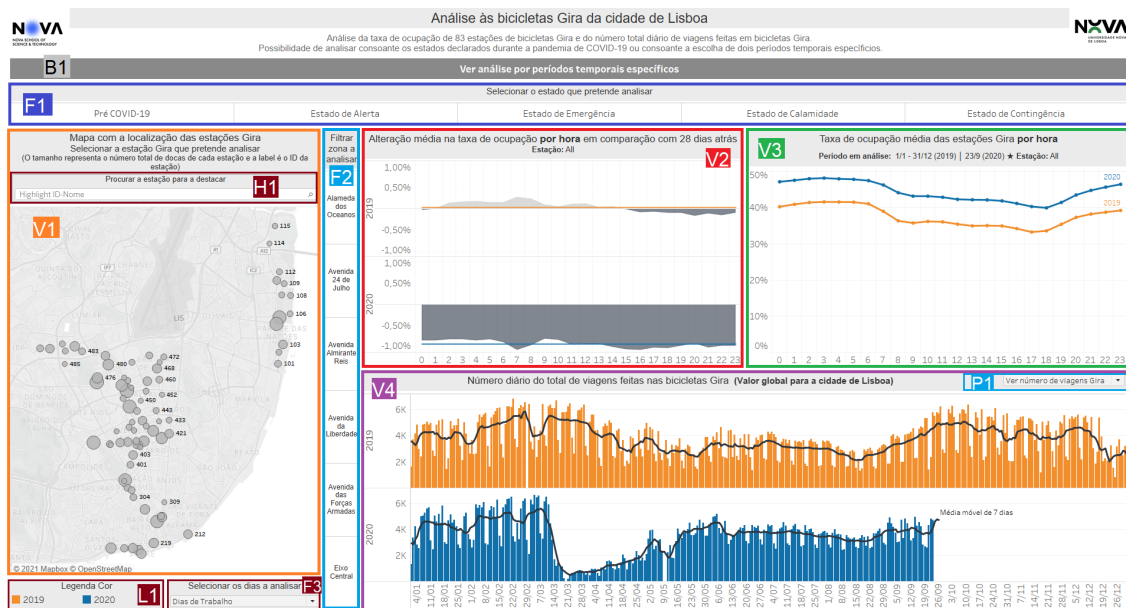 NOVA
NOVA SCHOOL OF
SCIENCE & TECHNOLOGY
Análise às bicicletas Gira da cidade de Lisboa
Análise da taxa de ocupação de 83 estações de bicicletas Gira e do número total diário de viagens feitas em bicicletas Gira.
Possibilidade de analisar consoante os estados declarados durante a pandemia de COVID-19 ou consoante a escolha de dois períodos temporais específicios.
NOVA
UNIVERSIDADE NOVA
DE LISBOA
B1
Ver análise por períodos temporais específicos
F1
Selecionar o estado que pretende analisar
Pré COVID-19
Estado de Alerta
Estado de Emergência
Estado de Calamidade
Estado de Contingência
Mapa com a localização das estações Gira
Selecionar a estação Gira que pretende analisar
(O tamanho representa o número total de docas de cada estação e a label é o ID da
estação)
Procurar a estação para a destacar
H1
Highlight ID-Nome
V1
115
114
112
109
108
106
103
101
LIS
483
485
480
472
468
476
460
452
450
443
433
421
403
401
304
309
212
219
© 2021 Mapbox © OpenStreetMap
Legenda Cor
L1
2019
2020
Selecionar os dias a analisar
F3
Dias de Trabalho
Filtrar
zona a
analisar
F2
Alameda
dos
Oceanos
Avenida
24 de
Julho
Avenida
Almirante
Reis
Avenida
da
Liberdade
Avenida
das
Forças
Armadas
Eixo
Central
Alteração média na taxa de ocupação por hora em comparação com 28 dias atrás
Estação: All
V2
2019
1,00%
0,50%
-0,50%
-1,00%
2020
0,50%
-0,50%
-1,00%
0 1 2 3 4 5 6 7 8 9 10 11 12 13 14 15 16 17 18 19 20 21 22 23
V3
Taxa de ocupação média das estações Gira por hora
Período em análise: 1/1 - 31/12 (2019) | 23/9 (2020) ★ Estação: All
50%
40%
30%
20%
10%
0%
2020
2019
0 1 2 3 4 5 6 7 8 9 10 11 12 13 14 15 16 17 18 19 20 21 22 23
V4
Número diário do total de viagens feitas nas bicicletas Gira (Valor global para a cidade de Lisboa)
P1
Ver número de viagens Gira
2019
6K
4K
2K
2020
6K
4K
2K
Média móvel de 7 dias
4/01 11/01 18/01 25/01 1/02 8/02 15/02 22/02 29/02 7/03 14/03 21/03 28/03 4/04 11/04 18/04 25/04 2/05 9/05 16/05 23/05 30/05 6/06 13/06 20/06 27/06 4/07 11/07 18/07 25/07 1/08 8/08 15/08 22/08 29/08 5/09 12/09 19/09 26/09 3/10 10/10 17/10 24/10 31/10 7/11 14/11 21/11 28/11 5/12 12/12 19/12 26/12